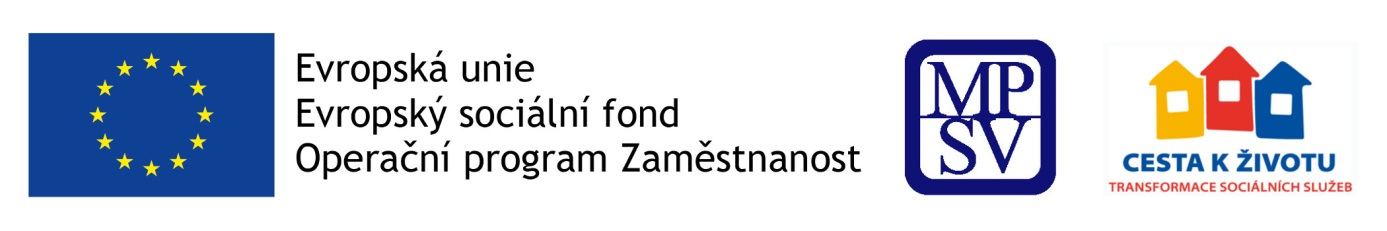 Evropská unie
Evropský sociální fond
Operační program Zaměstnanost
MP
SV
CESTA K ŽIVOTU
TRANSFORMACE SOCIÁLNÍCH SLUŽEB